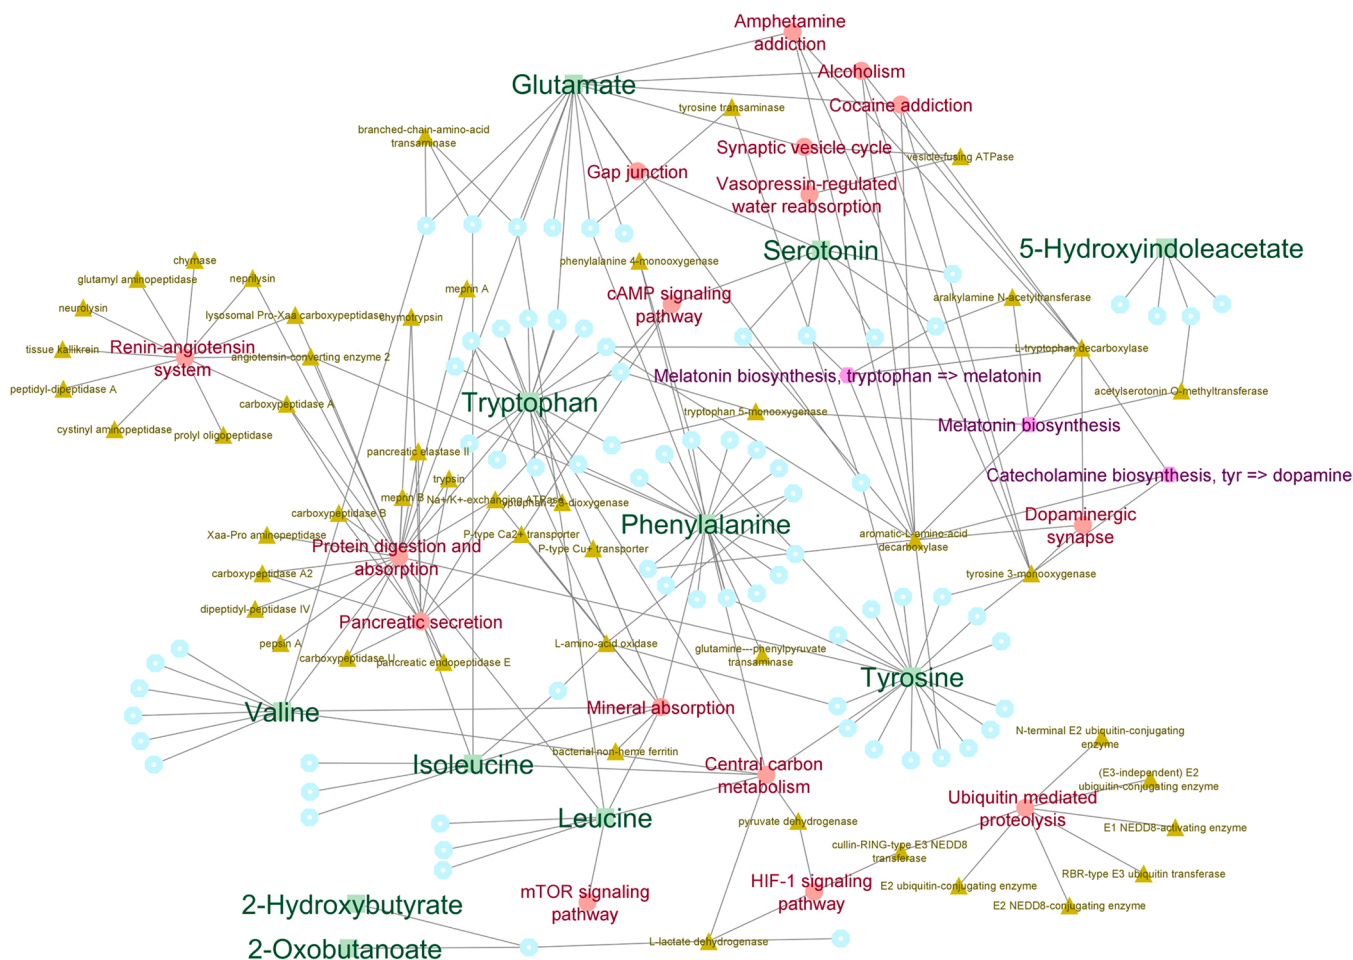 Amphetamine
addiction
Alcoholism
Glutamate
Cocaine addiction
tyrosine transaminase
branched-chain-amino-acid
transaminase
Synaptic vesicle cycle
vesicle-fusing ATPase
Gap junction
Vasopressin-regulated
water reabsorption
Serotonin
5-Hydroxyindoleacetate
chymase
phenylalanine 4-monooxygenase
glutamyl aminopeptidase
neprilysin
mephn A
cAMP signaling
pathway
aralkylamine N-acetyltransferase
neurolysin
lysosomal Pro-Xaa carboxypeptidase
chymotrypsin
tissue kallikrein
Renin-angiotensin
system
angiotensin-converting enzyme 2
L-tryptophan decarboxylase
Melatonin biosynthesis, tryptophan => melatonin
peptidyl-dipeptidase A
acetylserotonin O-methyltransferase
carboxypeptidase A
Tryptophan
tryptophan 5-monooxygenase
cystinyl aminopeptidase
prolyl oligopeptidase
Melatonin biosynthesis
pancreatic elastase II
trypsin
Catecholamine biosynthesis, tyr => dopamine
meprin B
Na+/K+-exchanging ATPase
tryptophan 2,3-dioxygenase
carboxypeptidase B
Phenylalanine
Dopaminergic
synapse
Xaa-Pro aminopeptidase
Protein digestion and
absorption
P-type Ca2+ transporter
P-type Cu+ transporter
aromatic-L-amino-acid
decarboxylase
carboxypeptidase A2
tyrosine 3-monooxygenase
dipeptidyl-peptidase IV
Pancreatic secretion
pepsin A
L-amino-acid oxidase
glutamine---phenylpyruvate
transaminase
carboxypeptidase U
pancreatic endopeptidase E
Tyrosine
Valine
Mineral absorption
N-terminal E2 ubiquitin-conjugating
enzyme
bacterial non-heme ferritin
Isoleucine
Central carbon
metabolism
(E3-independent) E2
ubiquitin-conjugating enzyme
Ubiquitin mediated
proteolysis
Leucine
pyruvate dehydrogenase
E1 NEDD8-activating enzyme
cullin-RING-type E3 NEDD8
transferase
RBR-type E3 ubiquitin transferase
HIF-1 signaling
pathway
E2 ubiquitin-conjugating enzyme
mTOR signaling
pathway
2-Hydroxybutyrate
E2 NEDD8-conjugating enzyme
2-Oxobutanoate
L-lactate dehydrogenase